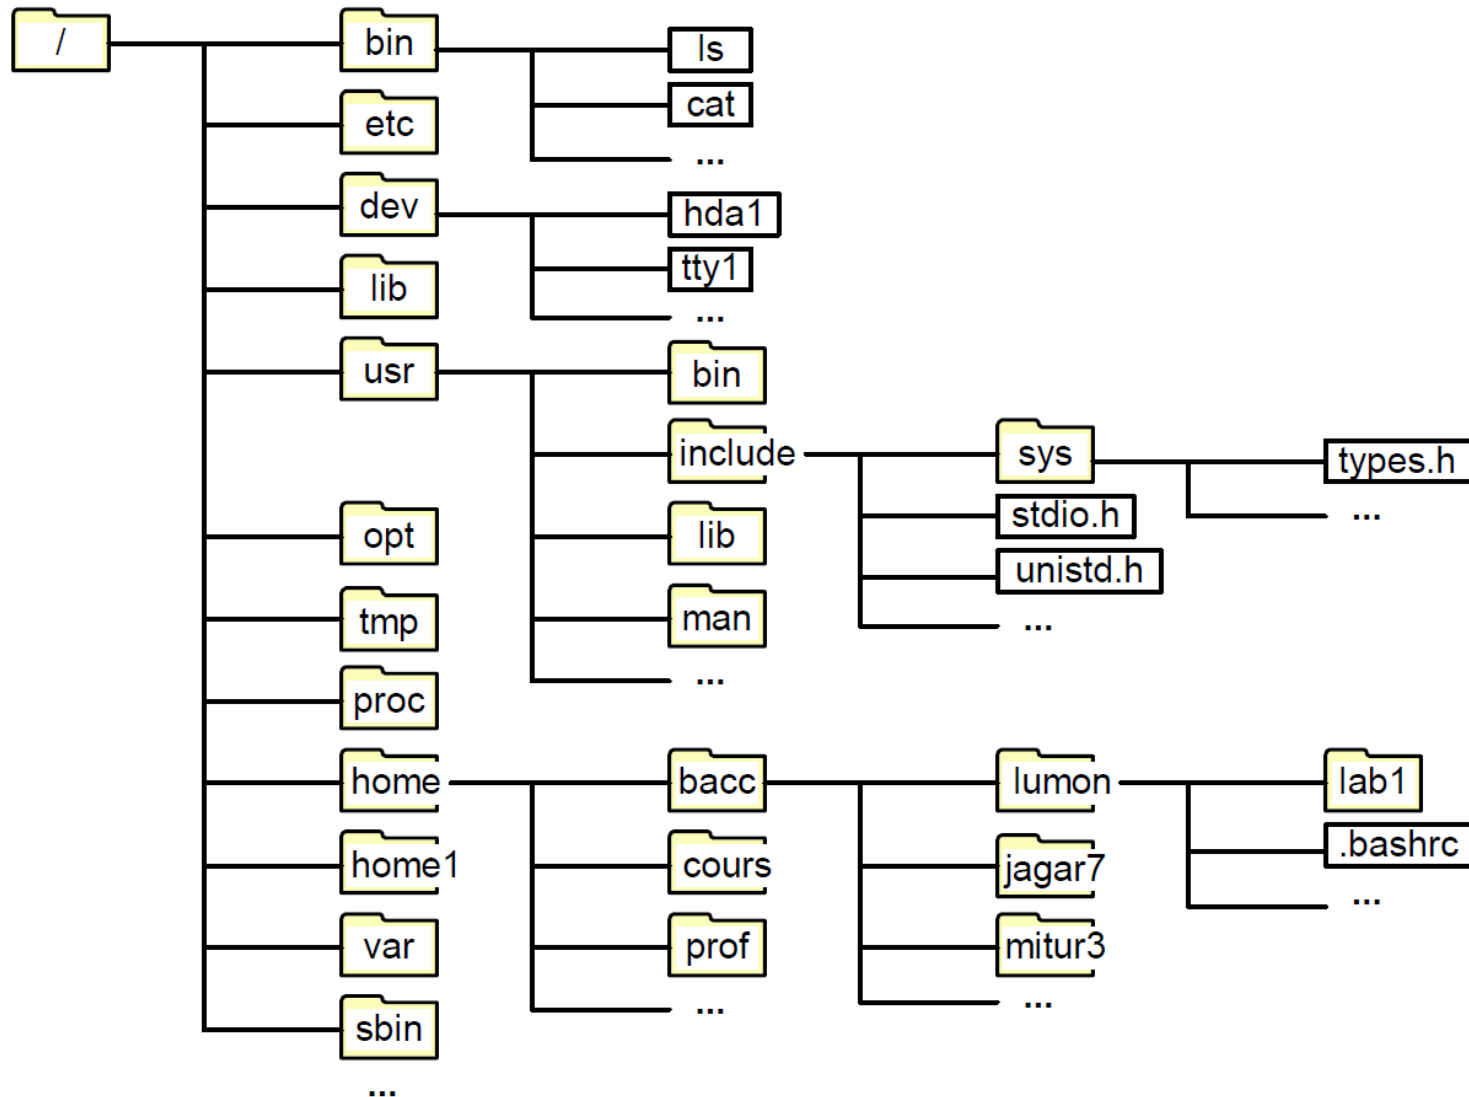 /
bin
ls
cat
...
etc
dev
hda1
tty1
...
lib
usr
bin
include
sys
types.h
...
stdio.h
unistd.h
...
lib
man
...
opt
tmp
proc
home
bacc
lumon
lab1
.bashrc
...
jagar7
mitur3
...
cours
prof
...
home1
var
sbin
...